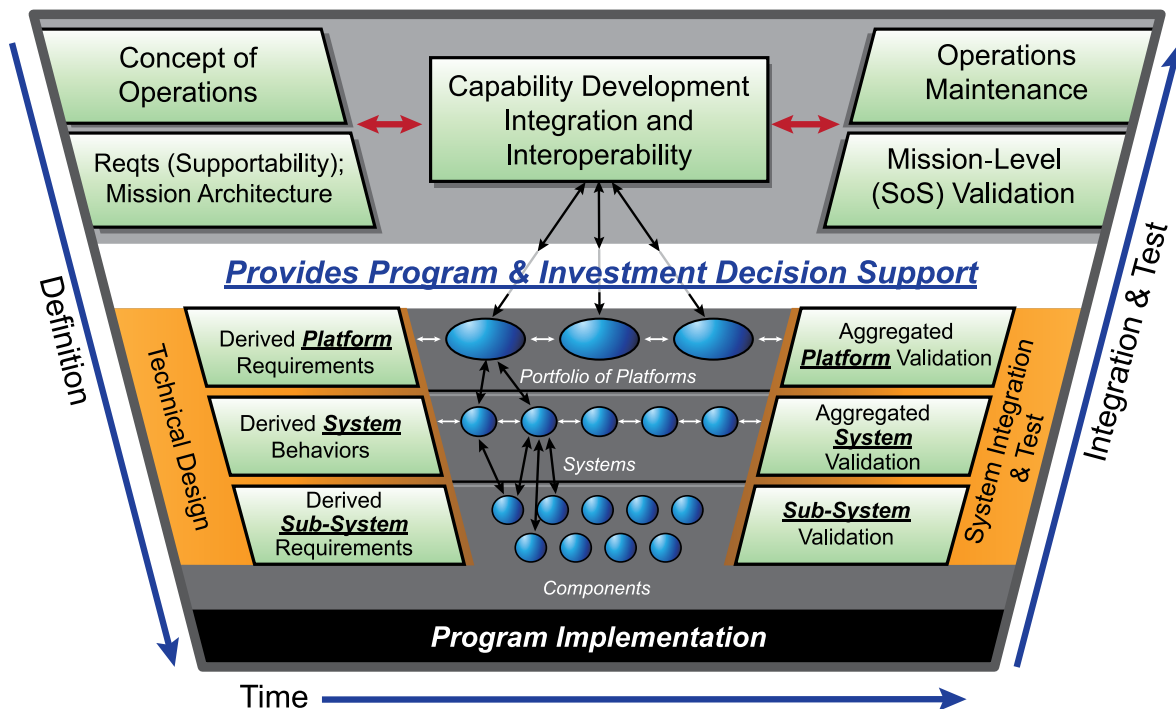 Concept of
Operations
Reqts (Supportability);
Mission Architecture
Capability Development
Integration and
Interoperability
Operations
Maintenance
Mission-Level
(SoS) Validation
Provides Program & Investment Decision Support
Definition
Technical Design
Derived Platform
Requirements
Derived System
Behaviors
Derived
Sub-System
Requirements
Portfolio of Platforms
Systems
Components
Aggregated
Platform Validation
Aggregated
System
Validation
Sub-System
Validation
System Integration
& Test
Integration & Test
Program Implementation
Time